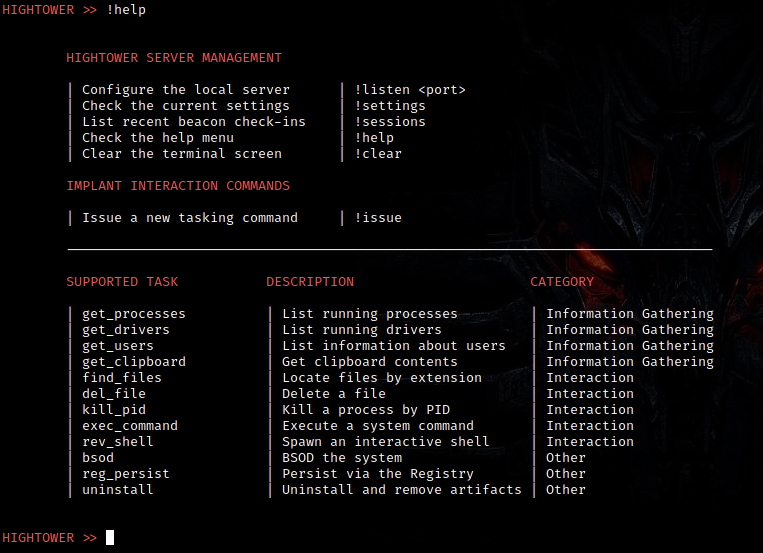 HIGHTOWER >> !help
HIGHTOWER SERVER MANAGEMENT
| Configure the local server | !listen <port>
| Check the current settings | !settings
| List recent beacon check-ins | !sessions
| Check the help menu | !help
| Clear the terminal screen | !clear
IMPLANT INTERACTION COMMANDS
| Issue a new tasking command | !issue
SUPPORTED TASK DESCRIPTION CATEGORY
| get_processes | List running processes | Information Gathering
| get_drivers | List running drivers | Information Gathering
| get_users | List information about users | Information Gathering
| get_clipboard | Get clipboard contents | Information Gathering
| find_files | Locate files by extension | Interaction
| del_file | Delete a file | Interaction
| kill_pid | Kill a process by PID | Interaction
| exec_command | Execute a system command | Interaction
| rev_shell | Spawn an interactive shell | Interaction
| bsod | BSOD the system | Other
| reg_persist | Persist via the Registry | Other
| uninstall | Uninstall and remove artifacts | Other
HIGHTOWER >>